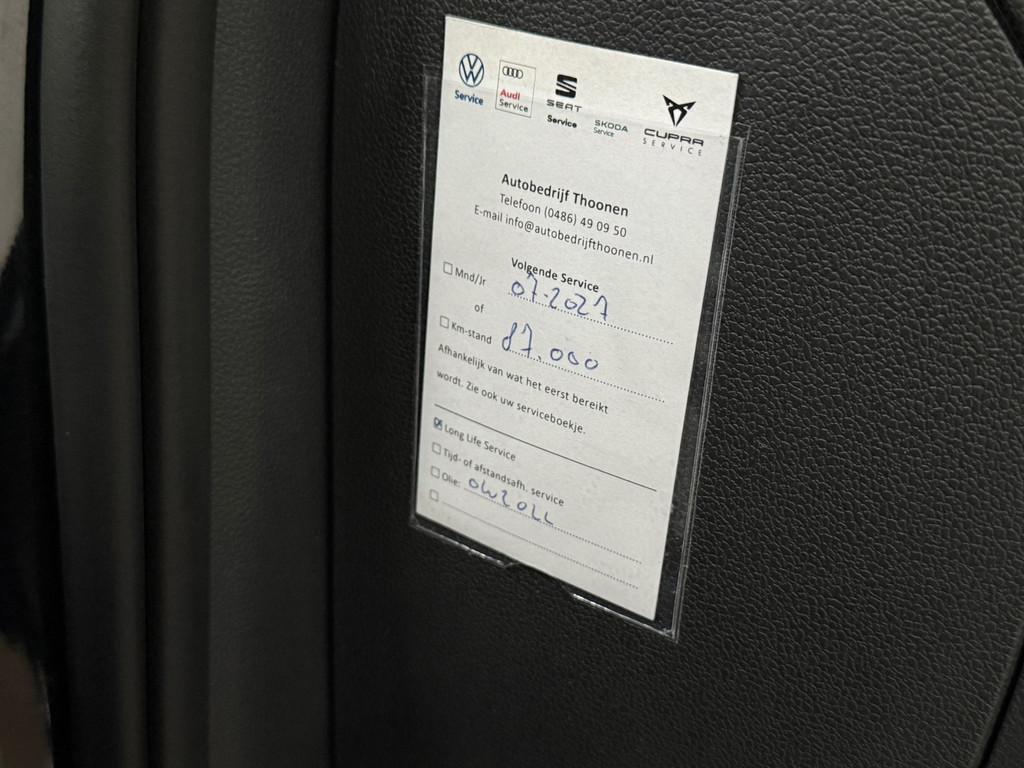 Service
Audi
Service
SEAT
Service
SKODA
Service
CUPRA
SERVICE
Autobedrijf Thoonen
Telefoon (0486) 49 09 50
E-mail info@autobedrijfthoonen.nl
Volgende Service
Mnd/Jr 07-2027
of
Km-stand 87.000
Afhankelijk van wat het eerst bereikt
wordt. Zie ook uw serviceboekje.
Long Life Service
Tijd- of afstandsafh. service
Olie: